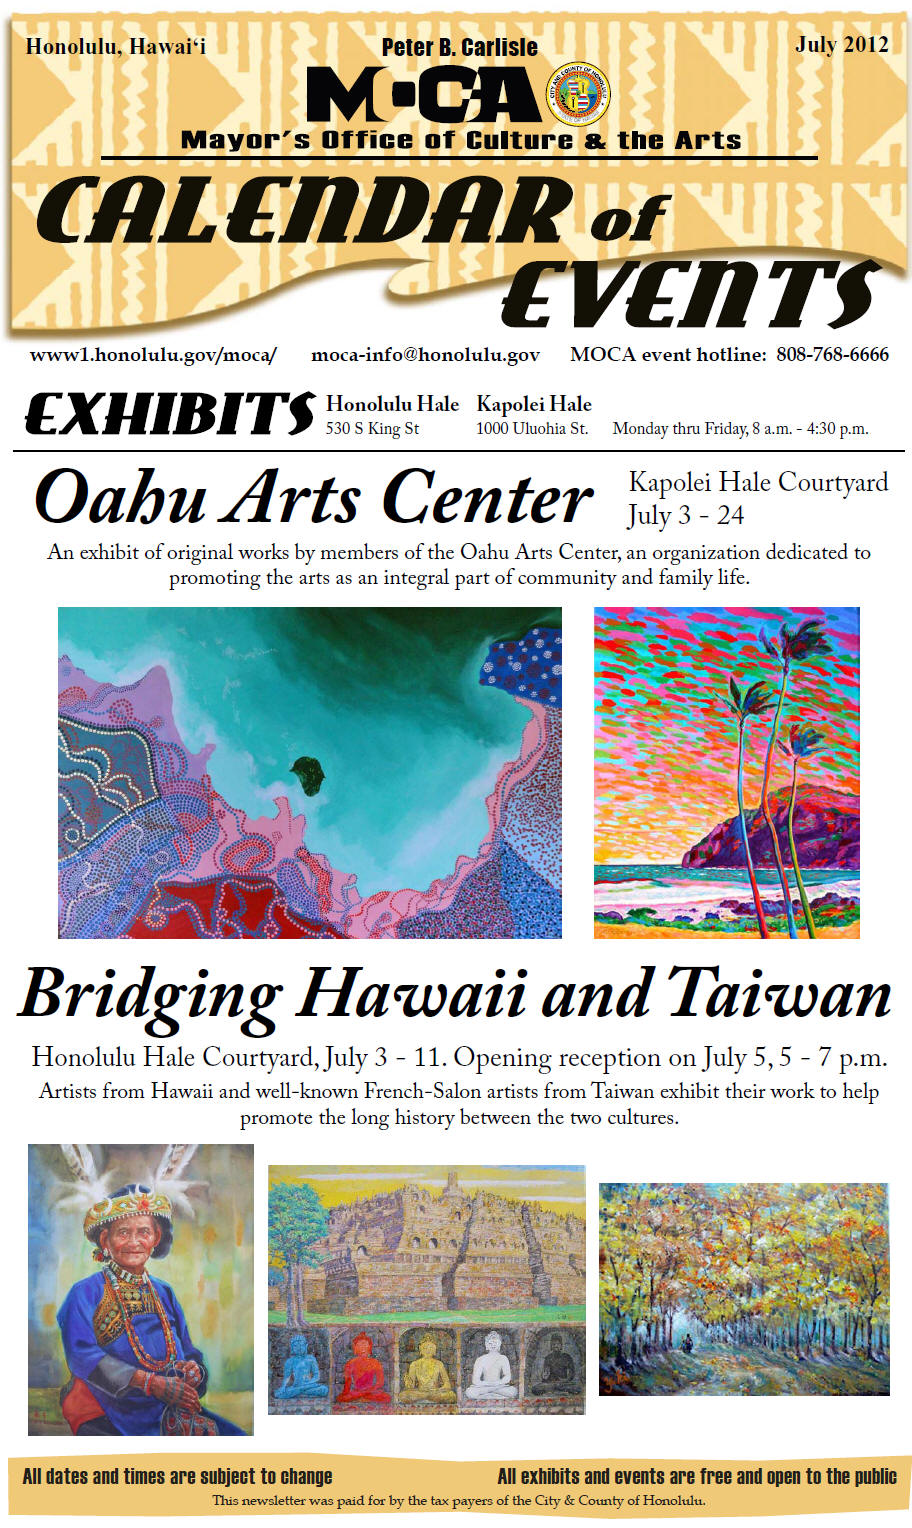 Honolulu, Hawai‘i
Peter B. Carlisle
July 2012
MOCA
CITY AND COUNTY OF HONOLULU
Mayor's Office of Culture & the Arts
CALENDAR of
EVENTS
www1.honolulu.gov/moca/ moca-info@honolulu.gov MOCA event hotline: 808-768-6666
EXHIBITS
Honolulu Hale Kapolei Hale
530 S King St 1000 Uluohia St. Monday thru Friday, 8 a.m. - 4:30 p.m.
Oahu Arts Center
Kapolei Hale Courtyard
July 3 - 24
An exhibit of original works by members of the Oahu Arts Center, an organization dedicated to
promoting the arts as an integral part of community and family life.
Bridging Hawaii and Taiwan
Honolulu Hale Courtyard, July 3 - 11. Opening reception on July 5, 5 - 7 p.m.
Artists from Hawaii and well-known French-Salon artists from Taiwan exhibit their work to help
promote the long history between the two cultures.
All dates and times are subject to change
All exhibits and events are free and open to the public
This newsletter was paid for by the tax payers of the City & County of Honolulu.